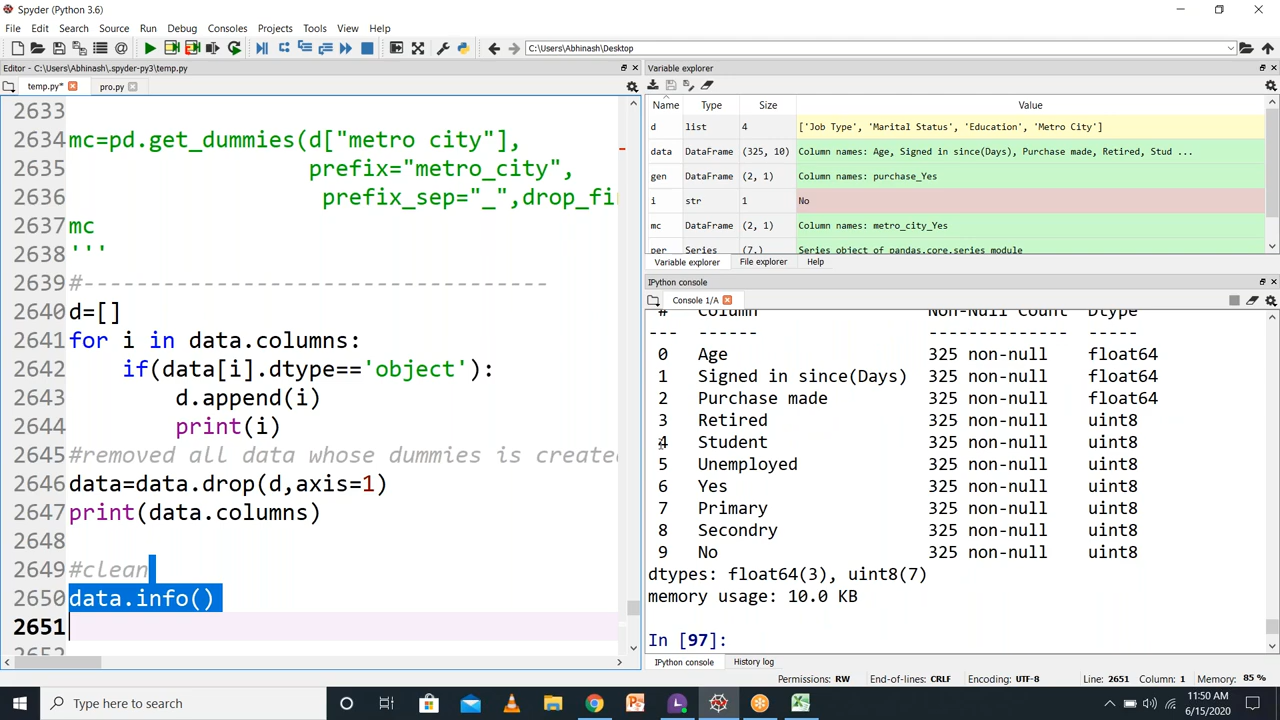 Spyder (Python 3.6)
File Edit Search Source Run Debug Consoles Projects Tools View Help
C:\Users\Abhinash\Desktop
Editor - C:\Users\Abhinash\.spyder-py3\temp.py
temp.py*
pro.py
2633
2634 mc=pd.get_dummies(d["metro city"],
2635 prefix="metro_city",
2636 prefix_sep="_",drop_fi
2637 mc
2638 '''
2639 #-----------------------------------
2640 d=[]
2641 for i in data.columns:
2642 if(data[i].dtype=='object'):
2643 d.append(i)
2644 print(i)
2645 #removed all data whose dummies is create
2646 data=data.drop(d,axis=1)
2647 print(data.columns)
2648
2649 #clean
2650 data.info()
2651
2652
Variable explorer
Name Type Size Value
d list 4 ['Job Type', 'Marital Status', 'Education', 'Metro City']
data DataFrame (325, 10) Column names: Age, Signed in since(Days), Purchase made, Retired, Stud ...
gen DataFrame (2, 1) Column names: purchase_Yes
i str 1 No
mc DataFrame (2, 1) Column names: metro_city_Yes
per Series (7,) Series object of pandas.core.series module
Variable explorer File explorer Help
IPython console
Console 1/A
# Column Non-Null Count Dtype
--- ------ -------------- -----
0 Age 325 non-null float64
1 Signed in since(Days) 325 non-null float64
2 Purchase made 325 non-null float64
3 Retired 325 non-null uint8
4 Student 325 non-null uint8
5 Unemployed 325 non-null uint8
6 Yes 325 non-null uint8
7 Primary 325 non-null uint8
8 Secondry 325 non-null uint8
9 No 325 non-null uint8
dtypes: float64(3), uint8(7)
memory usage: 10.0 KB
In [97]:
IPython console History log
Permissions: RW End-of-lines: CRLF Encoding: UTF-8 Line: 2651 Column: 1 Memory: 85 %
Type here to search
11:50 AM
6/15/2020